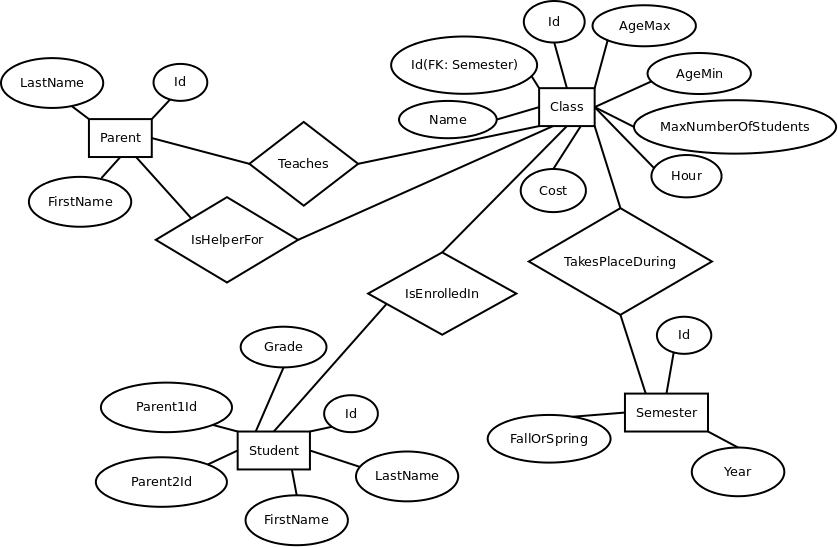 Id
AgeMax
Id(FK: Semester)
AgeMin
LastName
Id
Class
Name
MaxNumberOfStudents
Parent
Teaches
Hour
Cost
FirstName
IsHelperFor
TakesPlaceDuring
IsEnrolledIn
Id
Grade
Parent1Id
Id
Semester
FallOrSpring
Student
LastName
Year
Parent2Id
FirstName